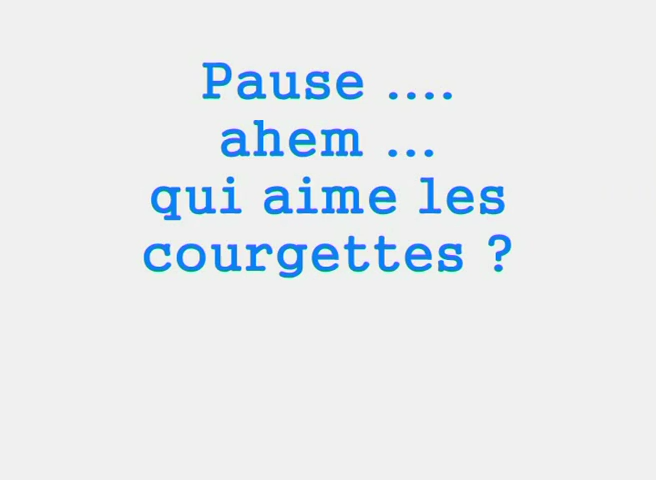 Pause ....
ahem ...
qui aime les
courgettes ?